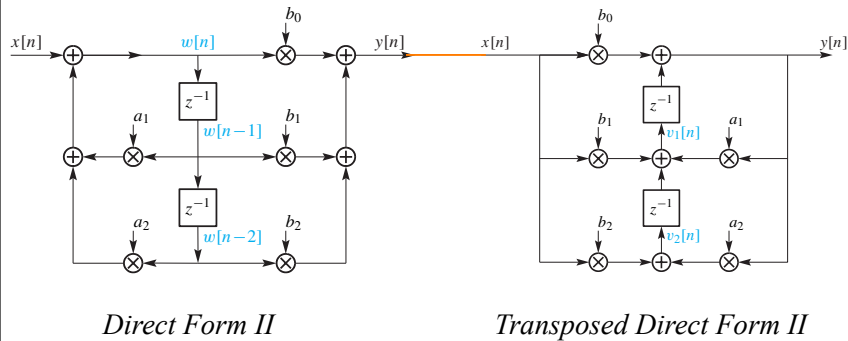 b₀ b₀
x[n] w[n] y[n] x[n] y[n]
z⁻¹ z⁻¹
a₁ w[n−1] b₁ b₁ v₁[n] a₁
z⁻¹ z⁻¹
a₂ w[n−2] b₂ b₂ v₂[n] a₂
Direct Form II Transposed Direct Form II